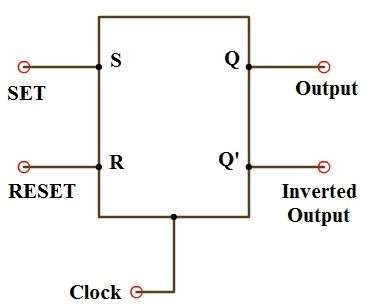 S
Q
SET
Output
R
Q'
RESET
Inverted
Output
Clock